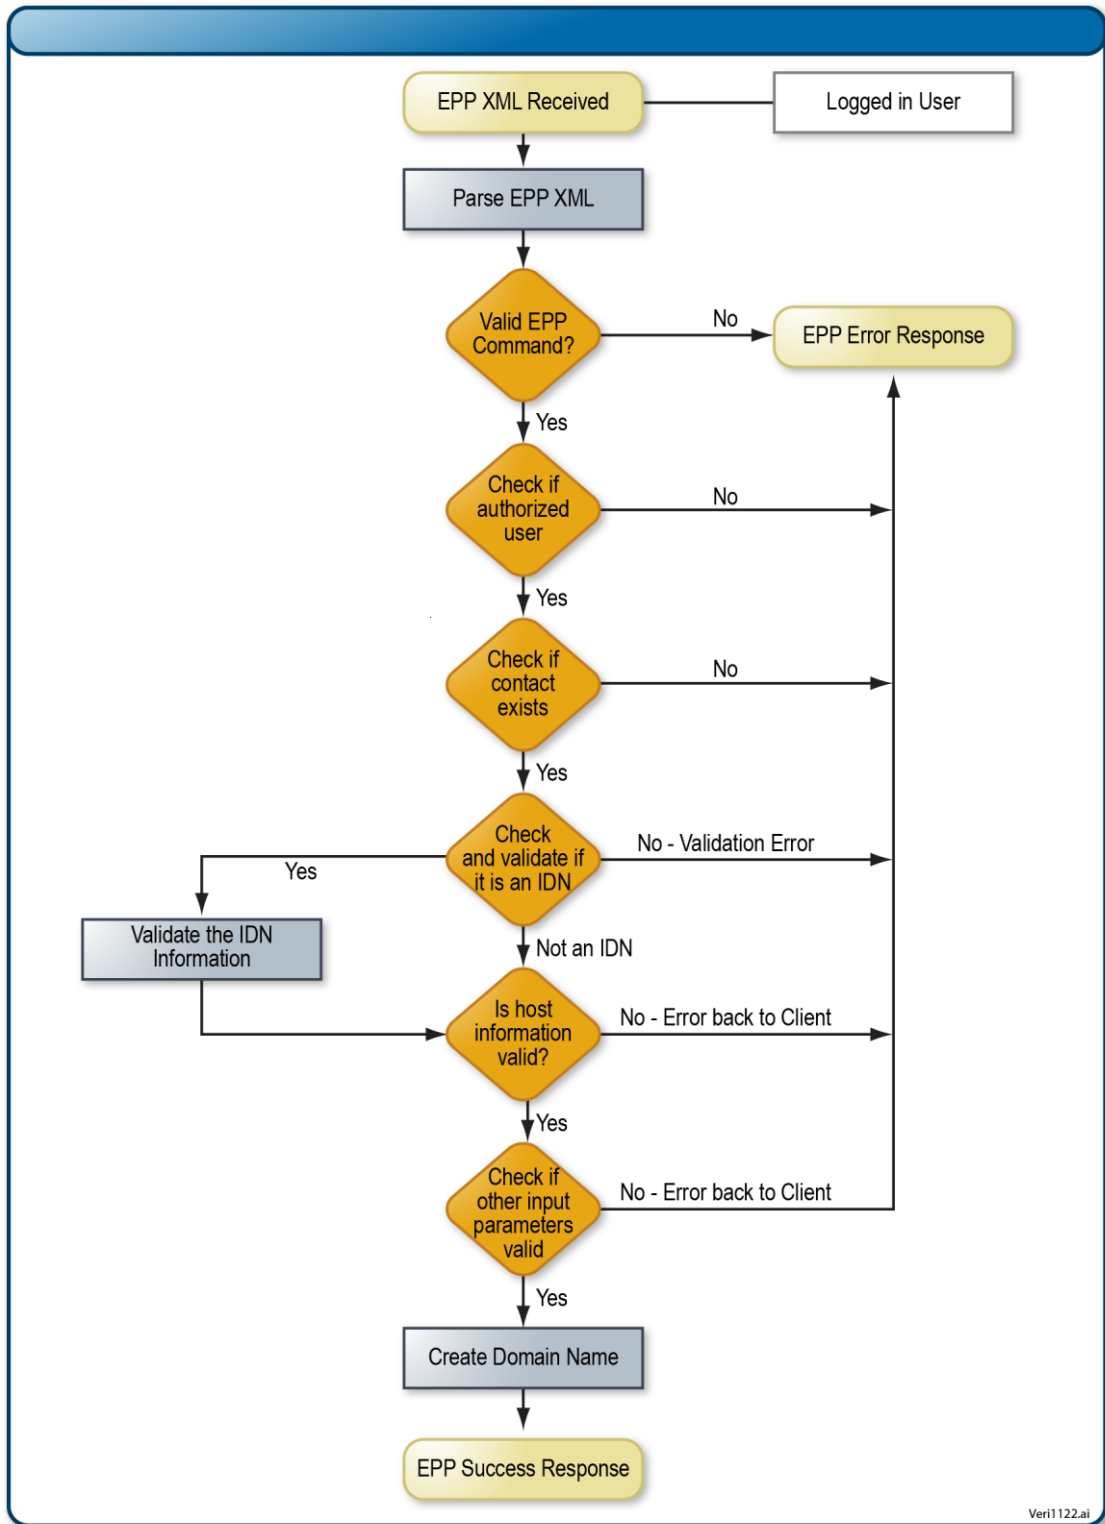 EPP XML Received
Logged in User
Parse EPP XML
Valid EPP
Command?
No
EPP Error Response
Yes
Check if
authorized
user
No
Yes
Check if
contact
exists
No
Yes
Check
and validate if
it is an IDN
No - Validation Error
Yes
Validate the IDN
Information
Not an IDN
Is host
information
valid?
No - Error back to Client
Yes
Check if
other input
parameters
valid
No - Error back to Client
Yes
Create Domain Name
EPP Success Response
Veri1122.ai